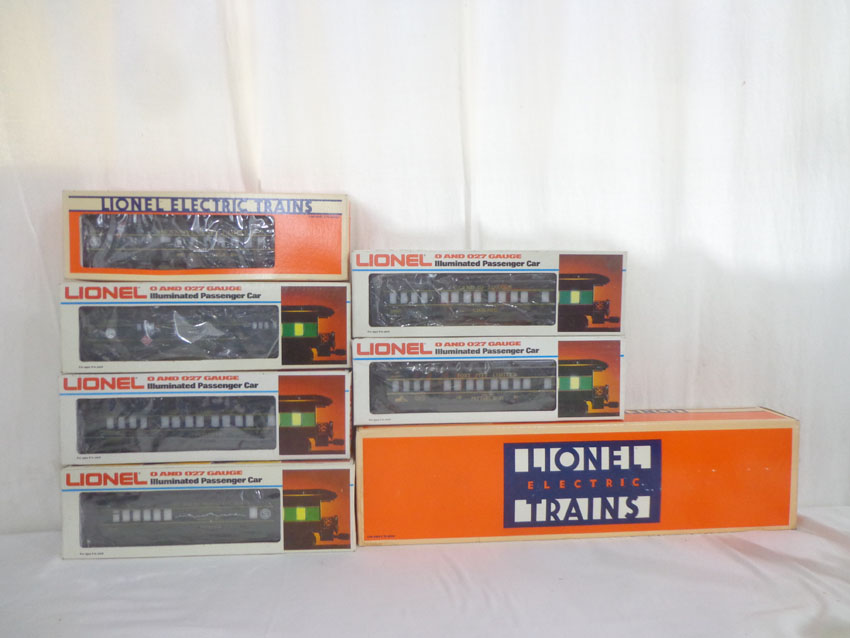 LIONEL ELECTRIC TRAINS
LIONEL O AND O27 GAUGE
Illuminated Passenger Car
LIONEL O AND O27 GAUGE
Illuminated Passenger Car
LIONEL O AND O27 GAUGE
Illuminated Passenger Car
LIONEL O AND O27 GAUGE
Illuminated Passenger Car
LIONEL O AND O27 GAUGE
Illuminated Passenger Car
LIONEL
ELECTRIC
TRAINS